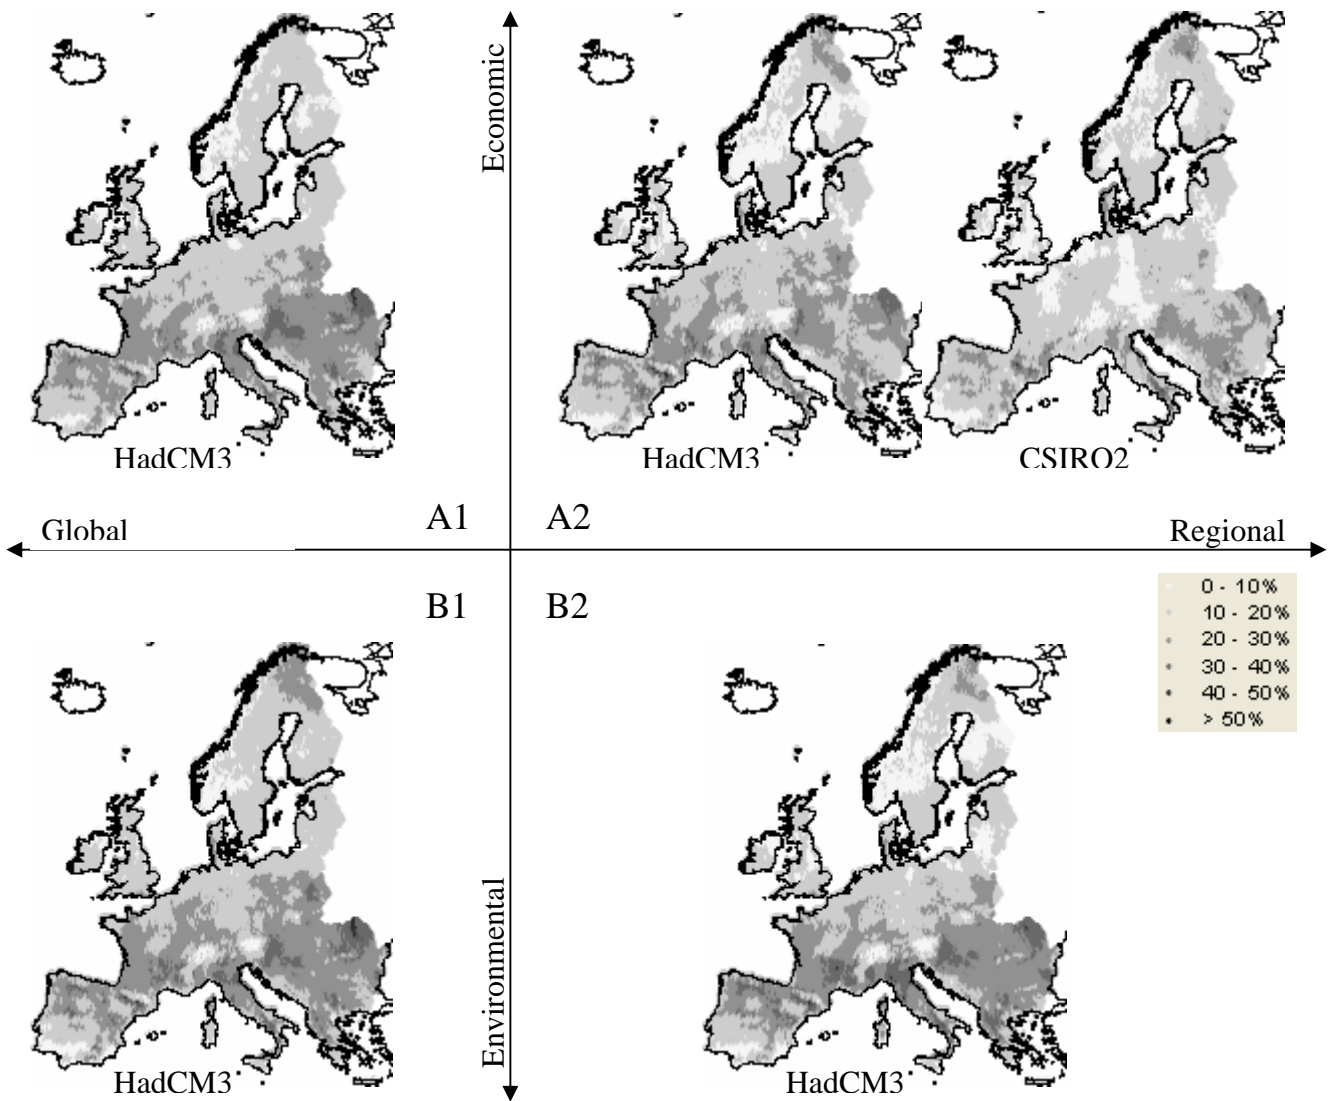 Economic
HadCM3
HadCM3
CSIRO2
A1
A2
Global
Regional
B1
B2
0 - 10%
10 - 20%
20 - 30%
30 - 40%
40 - 50%
> 50%
Environmental
HadCM3
HadCM3